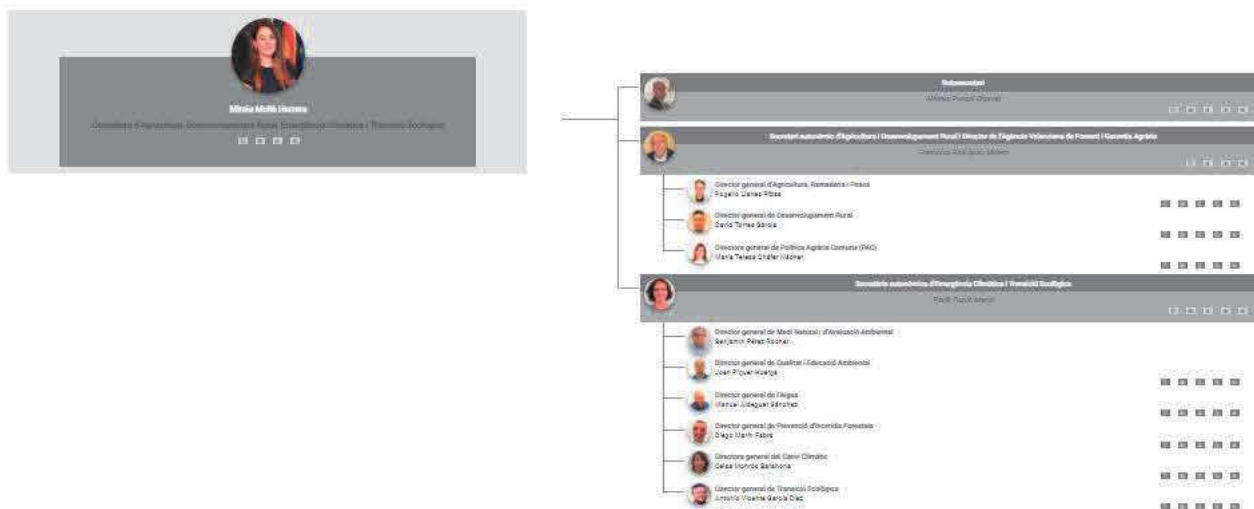 Mireia Mollà Herrera
Consellera d'Agricultura, Desenvolupament Rural, Emergència Climàtica i Transició Ecològica
Sotssecretari
Secretari autonòmic d'Agricultura i Desenvolupament Rural i Director de l'Agència Valenciana de Foment i Garantia Agrària
Francisco Rodríguez Mulero
Director general d'Agricultura, Ramaderia i Pesca
Rogelio Llanes Ribas
Director general de Desenvolupament Rural
David Torres García
Directora general de Política Agrària Comuna (PAC)
Maria Teresa Cháfer Nácher
Secretària autonòmica d'Emergència Climàtica i Transició Ecològica
Director general de Medi Natural i d'Avaluació Ambiental
Benjamín Pérez Rocher
Director general de Qualitat i Educació Ambiental
Joan Piquer Huerga
Director general de l'Aigua
Manuel Aldeguer Sánchez
Director general de Prevenció d'Incendis Forestals
Diego Marín Fabra
Directora general del Canvi Climàtic
Celsa Monrós Barahona
Director general de Transició Ecològica
Antonio Vicente García Díez